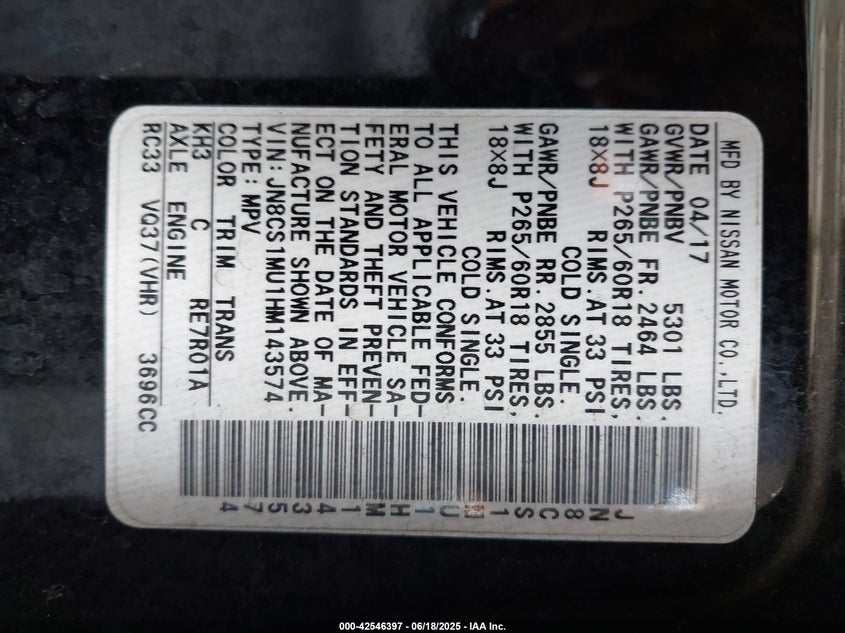 MFD BY NISSAN MOTOR CO.,LTD.
DATE 04/17
GVWR/PNBV 5301 LBS.
GAWR/PNBE FR. 2464 LBS.
WITH P265/60R18 TIRES,
18X8J RIMS.AT 33 PSI
COLD SINGLE.
GAWR/PNBE RR. 2855 LBS.
WITH P265/60R18 TIRES,
18X8J RIMS.AT 33 PSI
COLD SINGLE.
THIS VEHICLE CONFORMS
TO ALL APPLICABLE FED-
ERAL MOTOR VEHICLE SA-
FETY AND THEFT PREVEN-
TION STANDARDS IN EFF-
ECT ON THE DATE OF MA-
NUFACTURE SHOWN ABOVE.
VIN: JN8CS1MU1HM143574
TYPE: MPV
COLOR TRIM TRANS
KH3 C RE7R01A
AXLE ENGINE
RC33 VQ37(VHR) 3696CC
JN8CS1MU1HM143574
000-42546397 - 06/18/2025 - IAA Inc.